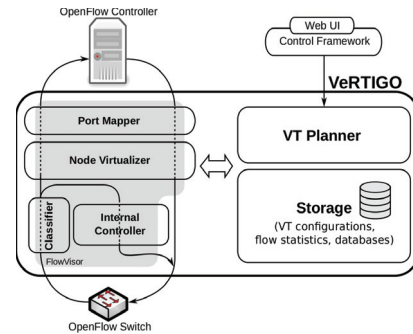 OpenFlow Controller
Web UI
Control Framework
VeRTIGO
Port Mapper
Node Virtualizer
Classifier
Internal
Controller
FlowVisor
VT Planner
Storage
(VT configurations,
flow statistics, databases)
OpenFlow Switch